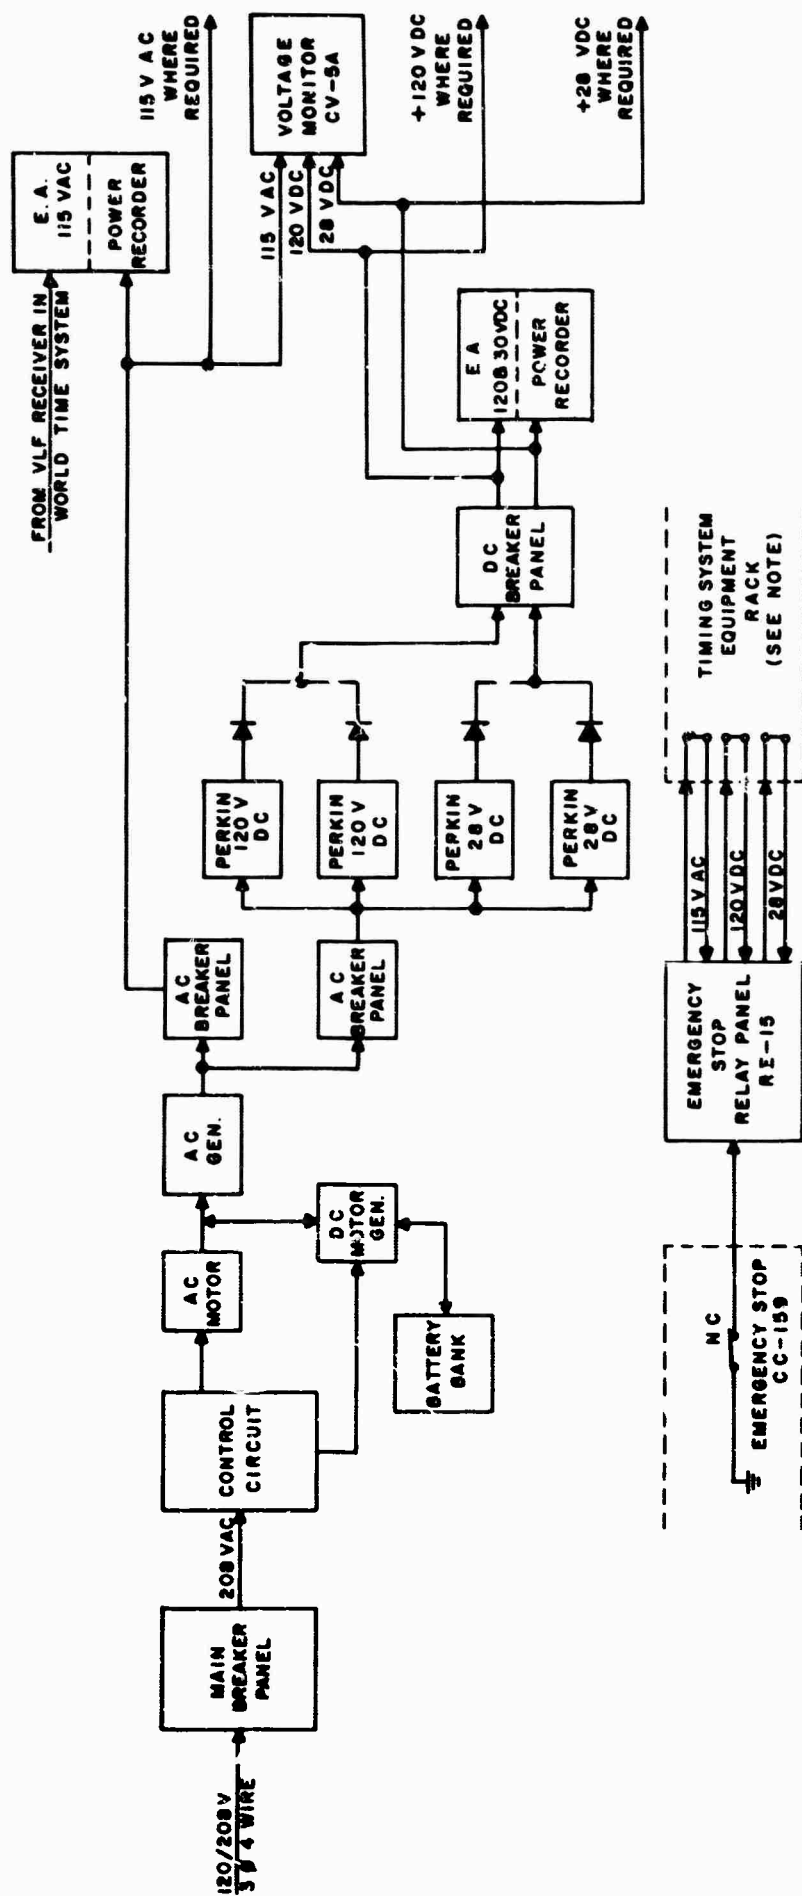 120/208V
3 Ø 4 WIRE
MAIN
BREAKER
PANEL
208 VAC
CONTROL
CIRCUIT
AC
MOTOR
AC
GEN.
DC
MOTOR
GEN.
BATTERY
BANK
AC
BREAKER
PANEL
AC
BREAKER
PANEL
PERKIN
120 V
DC
PERKIN
120 V
DC
PERKIN
28 V
DC
PERKIN
28 V
DC
DC
BREAKER
PANEL
EA
120&30VDC
POWER
RECORDER
FROM VLF RECEIVER IN
WORLD TIME SYSTEM
E.A.
115 VAC
POWER
RECORDER
115 V AC
WHERE
REQUIRED
115 VAC
120 VDC
28 VDC
VOLTAGE
MONITOR
CV-5A
+120 V DC
WHERE
REQUIRED
+28 VDC
WHERE
REQUIRED
NC
EMERGENCY STOP
CC-159
EMERGENCY
STOP
RELAY PANEL
RE-15
115 V AC
120 VDC
28 VDC
TIMING SYSTEM
EQUIPMENT
RACK
(SEE NOTE)